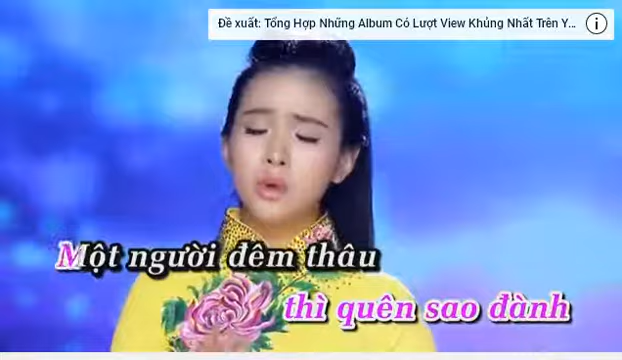 Đề xuất: Tổng Hợp Những Album Có Lượt View Khủng Nhất Trên Y...
Một người đêm thâu
thì quên sao đành